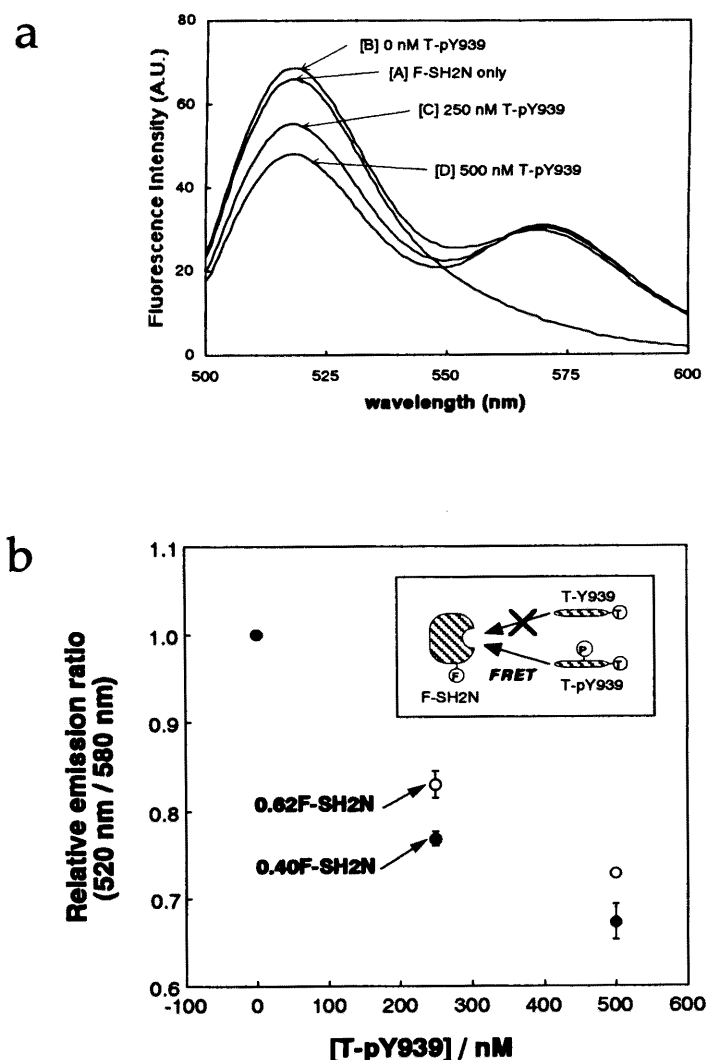 a
80
60
40
20
0
Fluorescence Intensity (A.U.)
[B] 0 nM T-pY939
[A] F-SH2N only
[C] 250 nM T-pY939
[D] 500 nM T-pY939
500 525 550 575 600
wavelength (nm)
b
1.1
1.0
0.9
0.8
0.7
0.6
Relative emission ratio
(520 nm / 580 nm)
T-Y939
T
P
T
F
FRET
F-SH2N
T-pY939
0.62F-SH2N
0.40F-SH2N
-100 0 100 200 300 400 500 600
[T-pY939] / nM